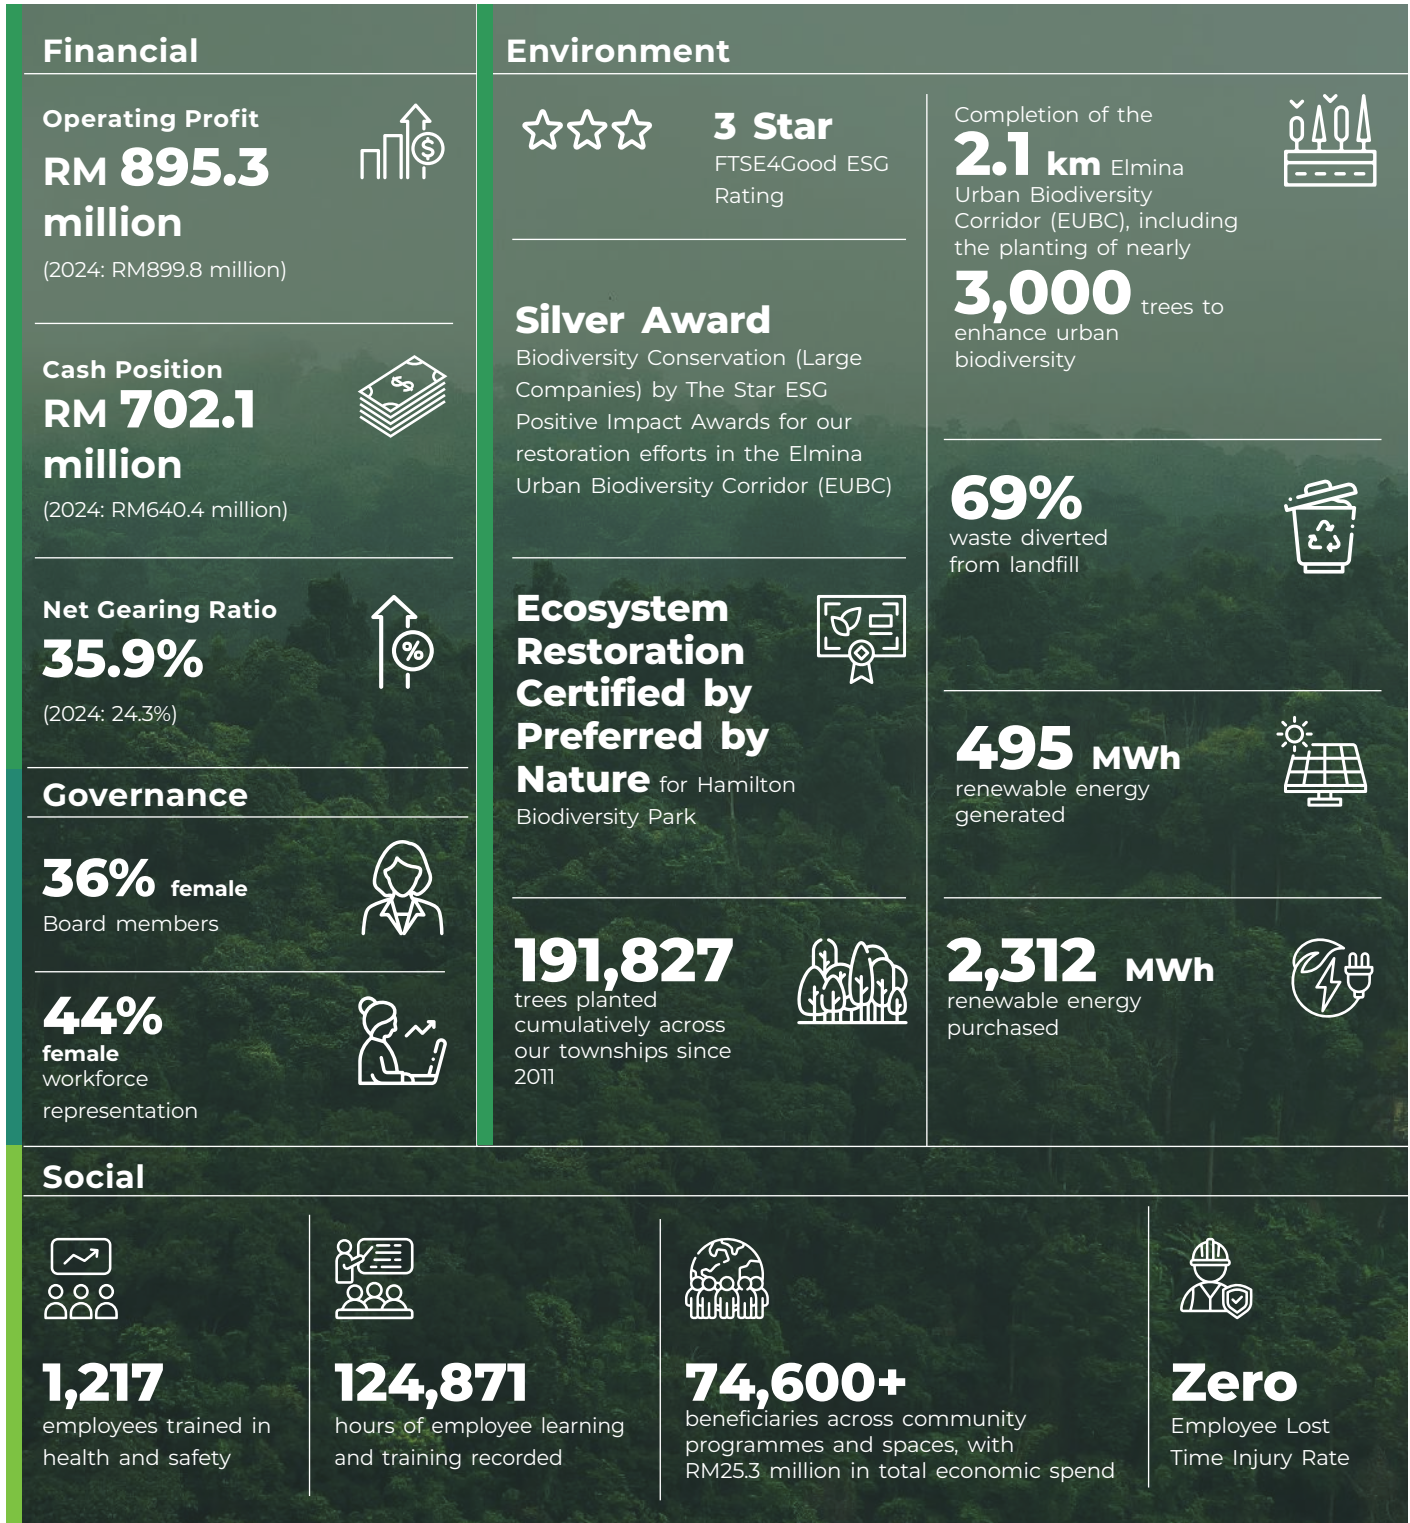 Financial
Operating Profit
RM 895.3
million
(2024: RM899.8 million)
Cash Position
RM 702.1
million
(2024: RM640.4 million)
Net Gearing Ratio
35.9%
(2024: 24.3%)
Governance
36% female
Board members
44%
female
workforce
representation
Environment
3 Star
FTSE4Good ESG
Rating
Silver Award
Biodiversity Conservation (Large
Companies) by The Star ESG
Positive Impact Awards for our
restoration efforts in the Elmina
Urban Biodiversity Corridor (EUBC)
Ecosystem
Restoration
Certified by
Preferred by
Nature for Hamilton
Biodiversity Park
191,827
trees planted
cumulatively across
our townships since
2011
Completion of the
2.1 km Elmina
Urban Biodiversity
Corridor (EUBC), including
the planting of nearly
3,000 trees to
enhance urban
biodiversity
69%
waste diverted
from landfill
495 MWh
renewable energy
generated
2,312 MWh
renewable energy
purchased
Social
1,217
employees trained in
health and safety
124,871
hours of employee learning
and training recorded
74,600+
beneficiaries across community
programmes and spaces, with
RM25.3 million in total economic spend
Zero
Employee Lost
Time Injury Rate